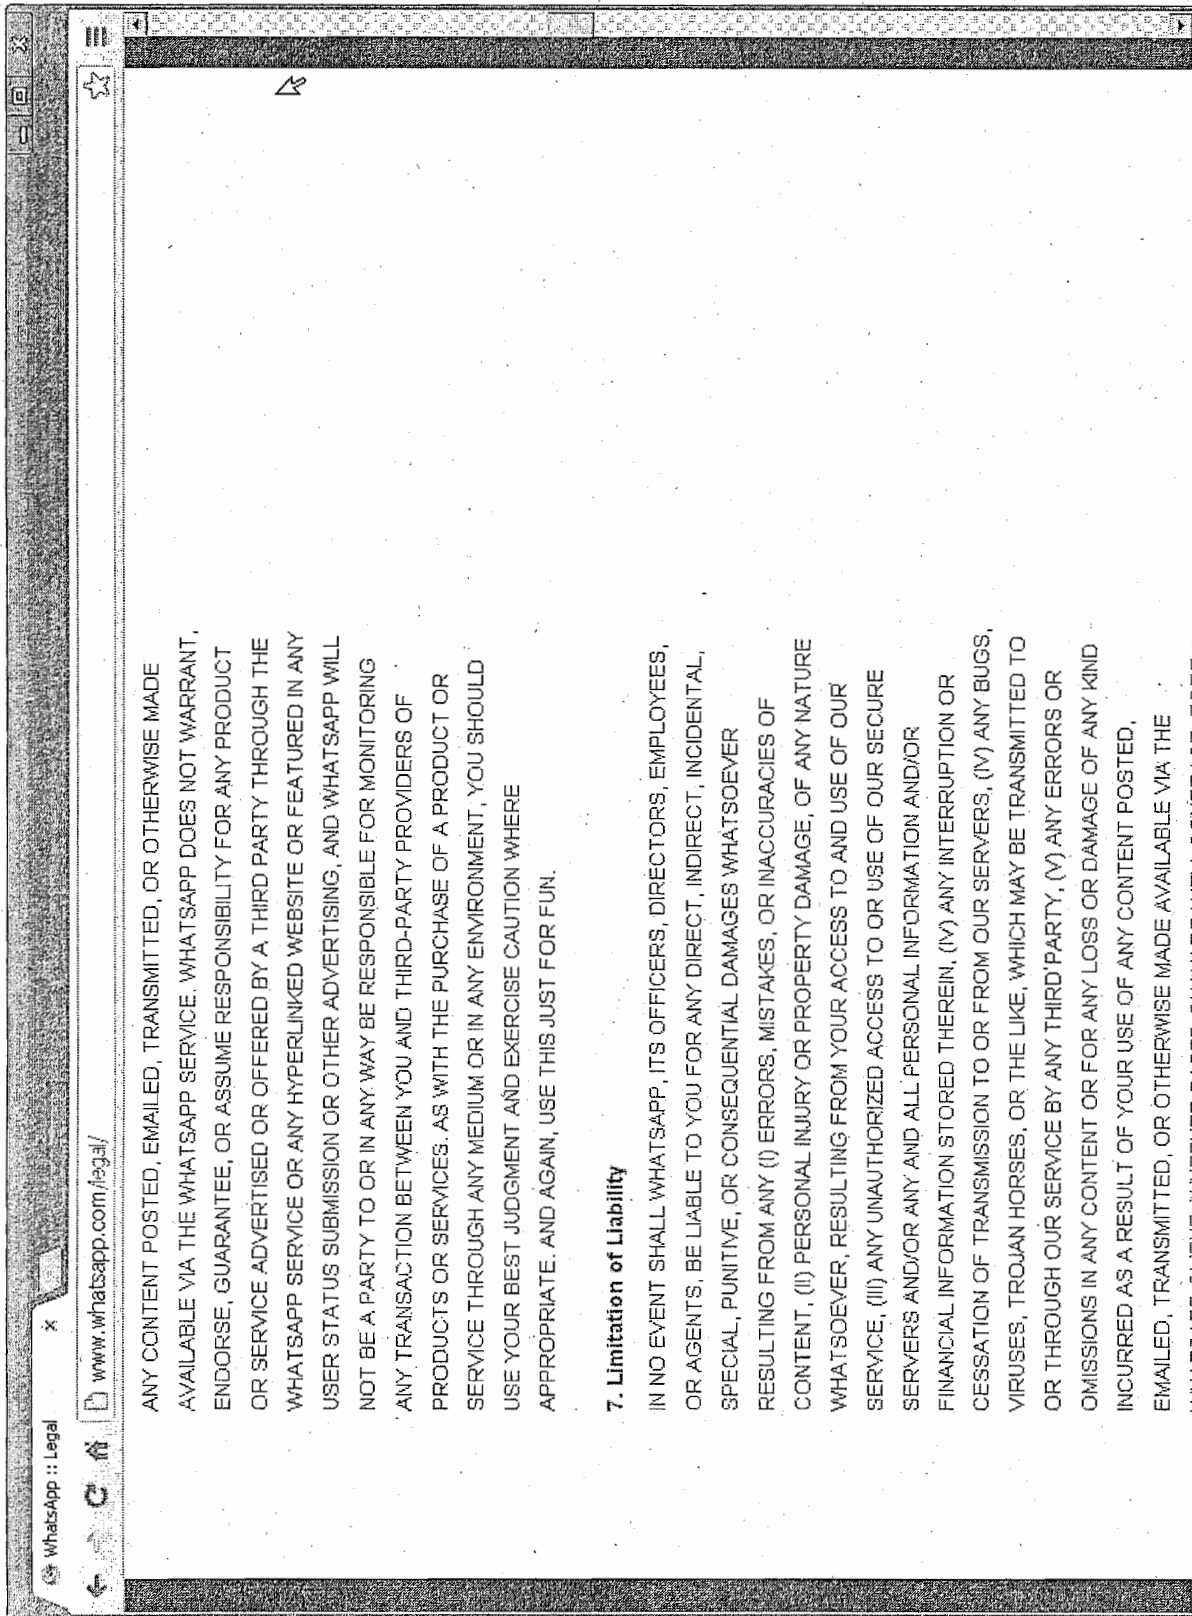 WhatsApp :: Legal
www.whatsapp.com/legal/
ANY CONTENT POSTED, EMAILED, TRANSMITTED, OR OTHERWISE MADE
AVAILABLE VIA THE WHATSAPP SERVICE. WHATSAPP DOES NOT WARRANT,
ENDORSE, GUARANTEE, OR ASSUME RESPONSIBILITY FOR ANY PRODUCT
OR SERVICE ADVERTISED OR OFFERED BY A THIRD PARTY THROUGH THE
WHATSAPP SERVICE OR ANY HYPERLINKED WEBSITE OR FEATURED IN ANY
USER STATUS SUBMISSION OR OTHER ADVERTISING, AND WHATSAPP WILL
NOT BE A PARTY TO OR IN ANY WAY BE RESPONSIBLE FOR MONITORING
ANY TRANSACTION BETWEEN YOU AND THIRD-PARTY PROVIDERS OF
PRODUCTS OR SERVICES. AS WITH THE PURCHASE OF A PRODUCT OR
SERVICE THROUGH ANY MEDIUM OR IN ANY ENVIRONMENT, YOU SHOULD
USE YOUR BEST JUDGMENT AND EXERCISE CAUTION WHERE
APPROPRIATE. AND AGAIN, USE THIS JUST FOR FUN.
7. Limitation of Liability
IN NO EVENT SHALL WHATSAPP, ITS OFFICERS, DIRECTORS, EMPLOYEES,
OR AGENTS, BE LIABLE TO YOU FOR ANY DIRECT, INDIRECT, INCIDENTAL,
SPECIAL, PUNITIVE, OR CONSEQUENTIAL DAMAGES WHATSOEVER
RESULTING FROM ANY (I) ERRORS, MISTAKES, OR INACCURACIES OF
CONTENT, (II) PERSONAL INJURY OR PROPERTY DAMAGE, OF ANY NATURE
WHATSOEVER, RESULTING FROM YOUR ACCESS TO AND USE OF OUR
SERVICE, (III) ANY UNAUTHORIZED ACCESS TO OR USE OF OUR SECURE
SERVERS AND/OR ANY AND ALL PERSONAL INFORMATION AND/OR
FINANCIAL INFORMATION STORED THEREIN, (IV) ANY INTERRUPTION OR
CESSATION OF TRANSMISSION TO OR FROM OUR SERVERS, (IV) ANY BUGS,
VIRUSES, TROJAN HORSES, OR THE LIKE, WHICH MAY BE TRANSMITTED TO
OR THROUGH OUR SERVICE BY ANY THIRD PARTY, (V) ANY ERRORS OR
OMISSIONS IN ANY CONTENT OR FOR ANY LOSS OR DAMAGE OF ANY KIND
INCURRED AS A RESULT OF YOUR USE OF ANY CONTENT POSTED,
EMAILED, TRANSMITTED, OR OTHERWISE MADE AVAILABLE VIA THE